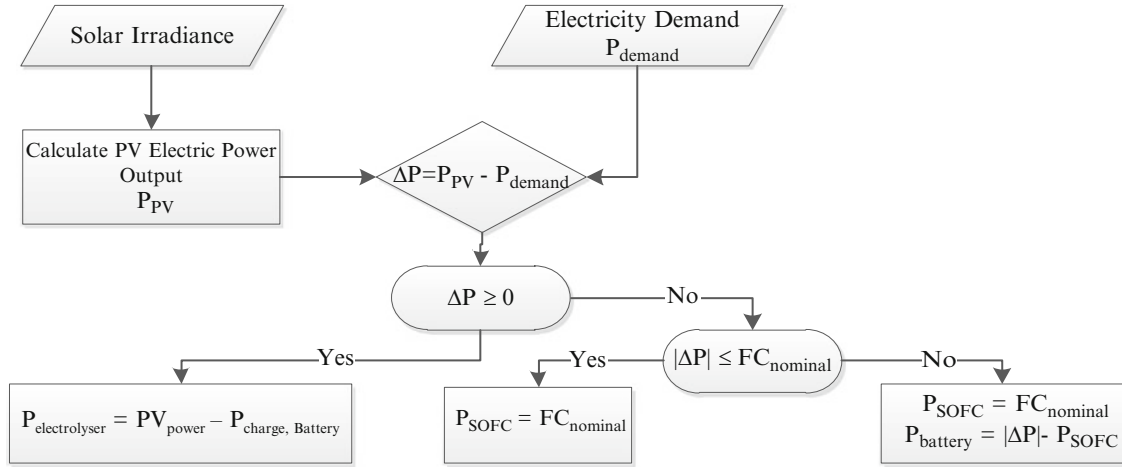 Solar Irradiance
Electricity Demand
P_demand
Calculate PV Electric Power
Output
P_PV
ΔP=P_PV - P_demand
ΔP ≥ 0
No
Yes
|ΔP| ≤ FC_nominal
Yes
No
P_electrolyser = PV_power – P_charge, Battery
P_SOFC = FC_nominal
P_SOFC = FC_nominal
P_battery = |ΔP|- P_SOFC